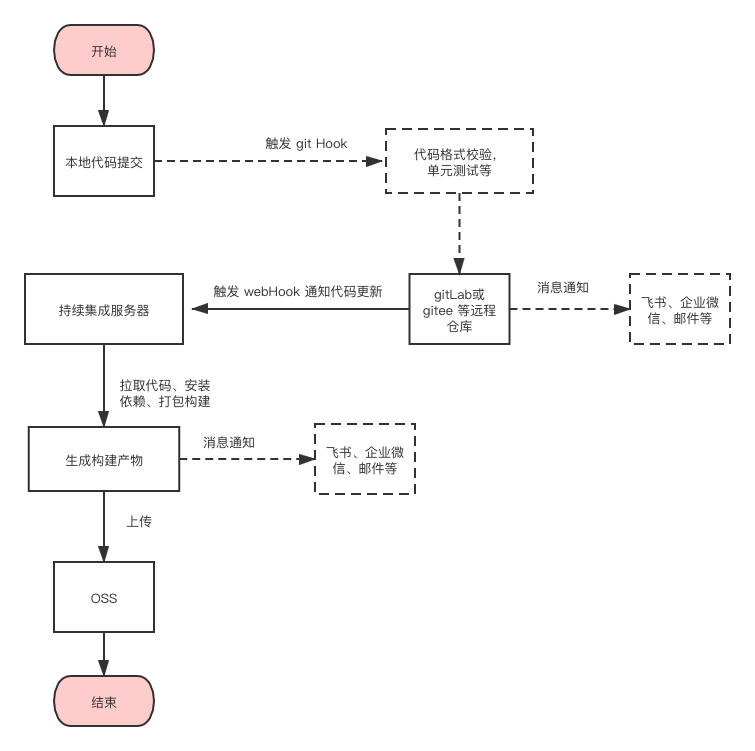 开始
本地代码提交
触发 git Hook
代码格式校验，
单元测试等
持续集成服务器
触发 webHook 通知代码更新
gitLab或
gitee 等远程
仓库
消息通知
飞书、企业微
信、邮件等
拉取代码、安装
依赖、打包构建
生成构建产物
消息通知
飞书、企业微
信、邮件等
上传
OSS
结束